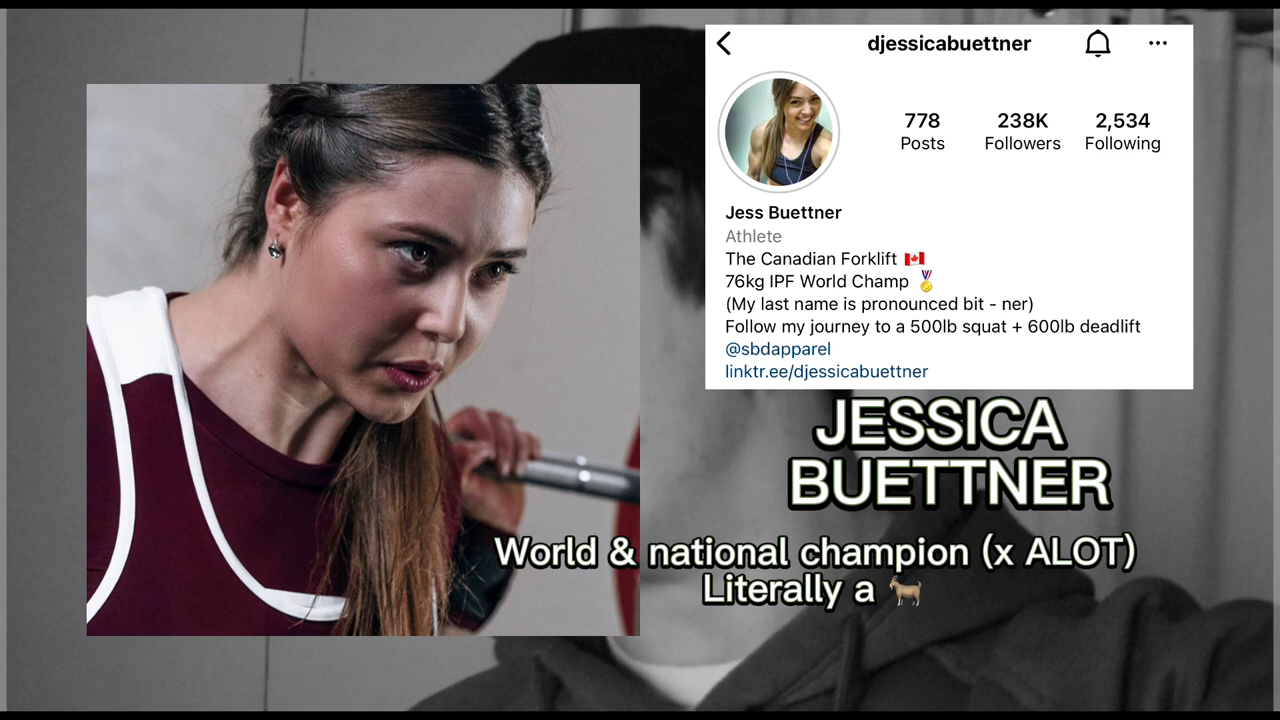 djessicabuettner
778
238K
2,534
Posts
Followers
Following
Jess Buettner
Athlete
The Canadian Forklift 🇨🇦
76kg IPF World Champ 🏅
(My last name is pronounced bit - ner)
Follow my journey to a 500lb squat + 600lb deadlift
@sbdapparel
linktr.ee/djessicabuettner
JESSICA
BUETTNER
World & national champion (x ALOT)
Literally a 🐐